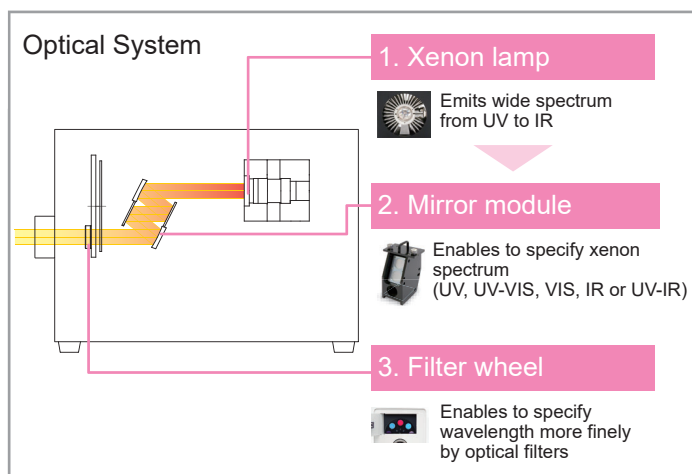 Optical System
1. Xenon lamp
Emits wide spectrum
from UV to IR
2. Mirror module
Enables to specify xenon
spectrum
(UV, UV-VIS, VIS, IR or UV-IR)
3. Filter wheel
Enables to specify
wavelength more finely
by optical filters